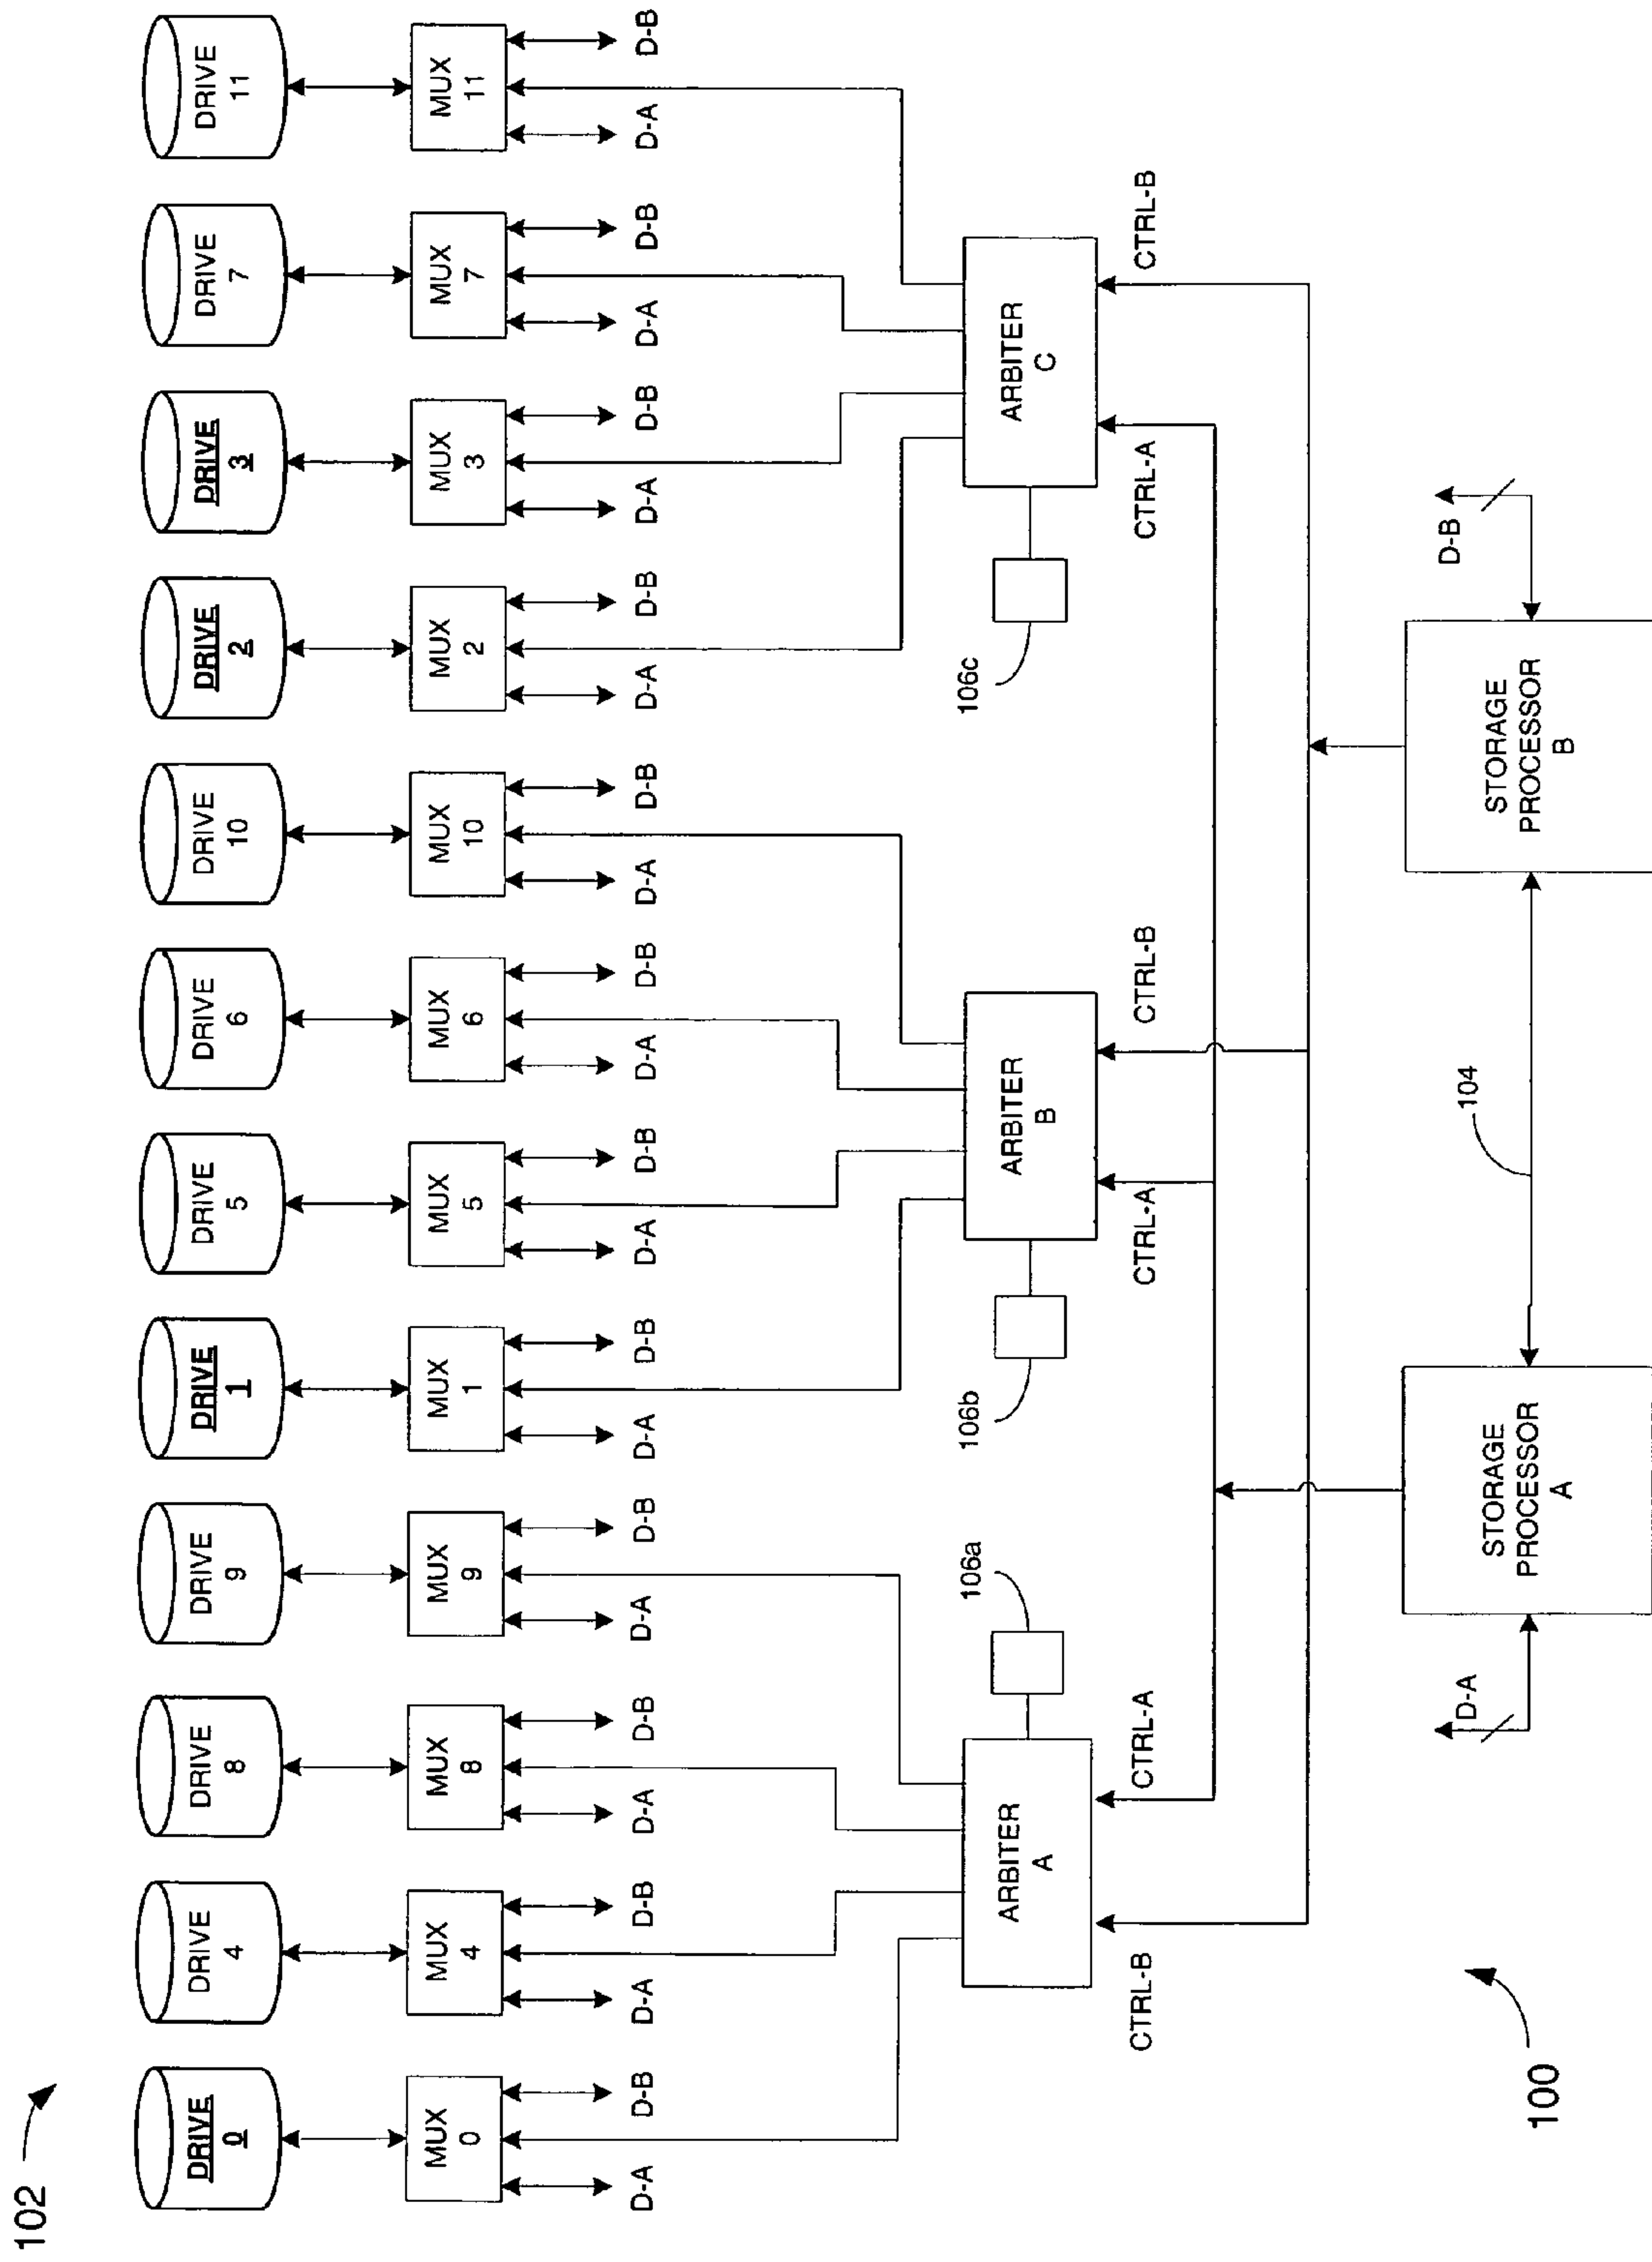 102
DRIVE
0
DRIVE
4
DRIVE
8
DRIVE
9
DRIVE
1
DRIVE
5
DRIVE
6
DRIVE
10
DRIVE
2
DRIVE
3
DRIVE
7
DRIVE
11
MUX
0
MUX
4
MUX
8
MUX
9
MUX
1
MUX
5
MUX
6
MUX
10
MUX
2
MUX
3
MUX
7
MUX
11
D-A
D-B
D-A
D-B
D-A
D-B
D-A
D-B
D-A
D-B
D-A
D-B
D-A
D-B
D-A
D-B
D-A
D-B
D-A
D-B
D-A
D-B
D-A
D-B
ARBITER
A
106a
106b
ARBITER
B
106c
ARBITER
C
CTRL-B
CTRL-A
CTRL-A
CTRL-B
CTRL-A
CTRL-B
D-A
104
D-B
STORAGE
PROCESSOR
A
STORAGE
PROCESSOR
B
100